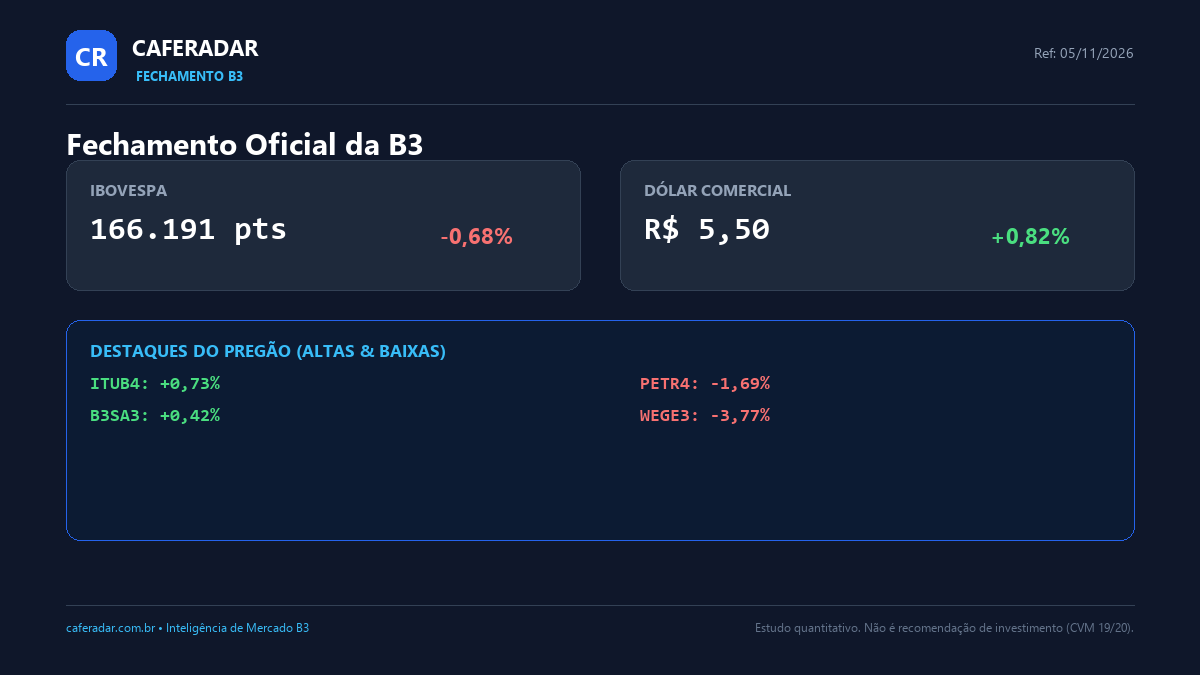 CR
CAFERADAR
FECHAMENTO B3
Ref: 05/11/2026
Fechamento Oficial da B3
IBOVESPA
166.191 pts
-0,68%
DÓLAR COMERCIAL
R$ 5,50
+0,82%
DESTAQUES DO PREGÃO (ALTAS & BAIXAS)
ITUB4: +0,73%
PETR4: -1,69%
B3SA3: +0,42%
WEGE3: -3,77%
caferadar.com.br • Inteligência de Mercado B3
Estudo quantitativo. Não é recomendação de investimento (CVM 19/20).